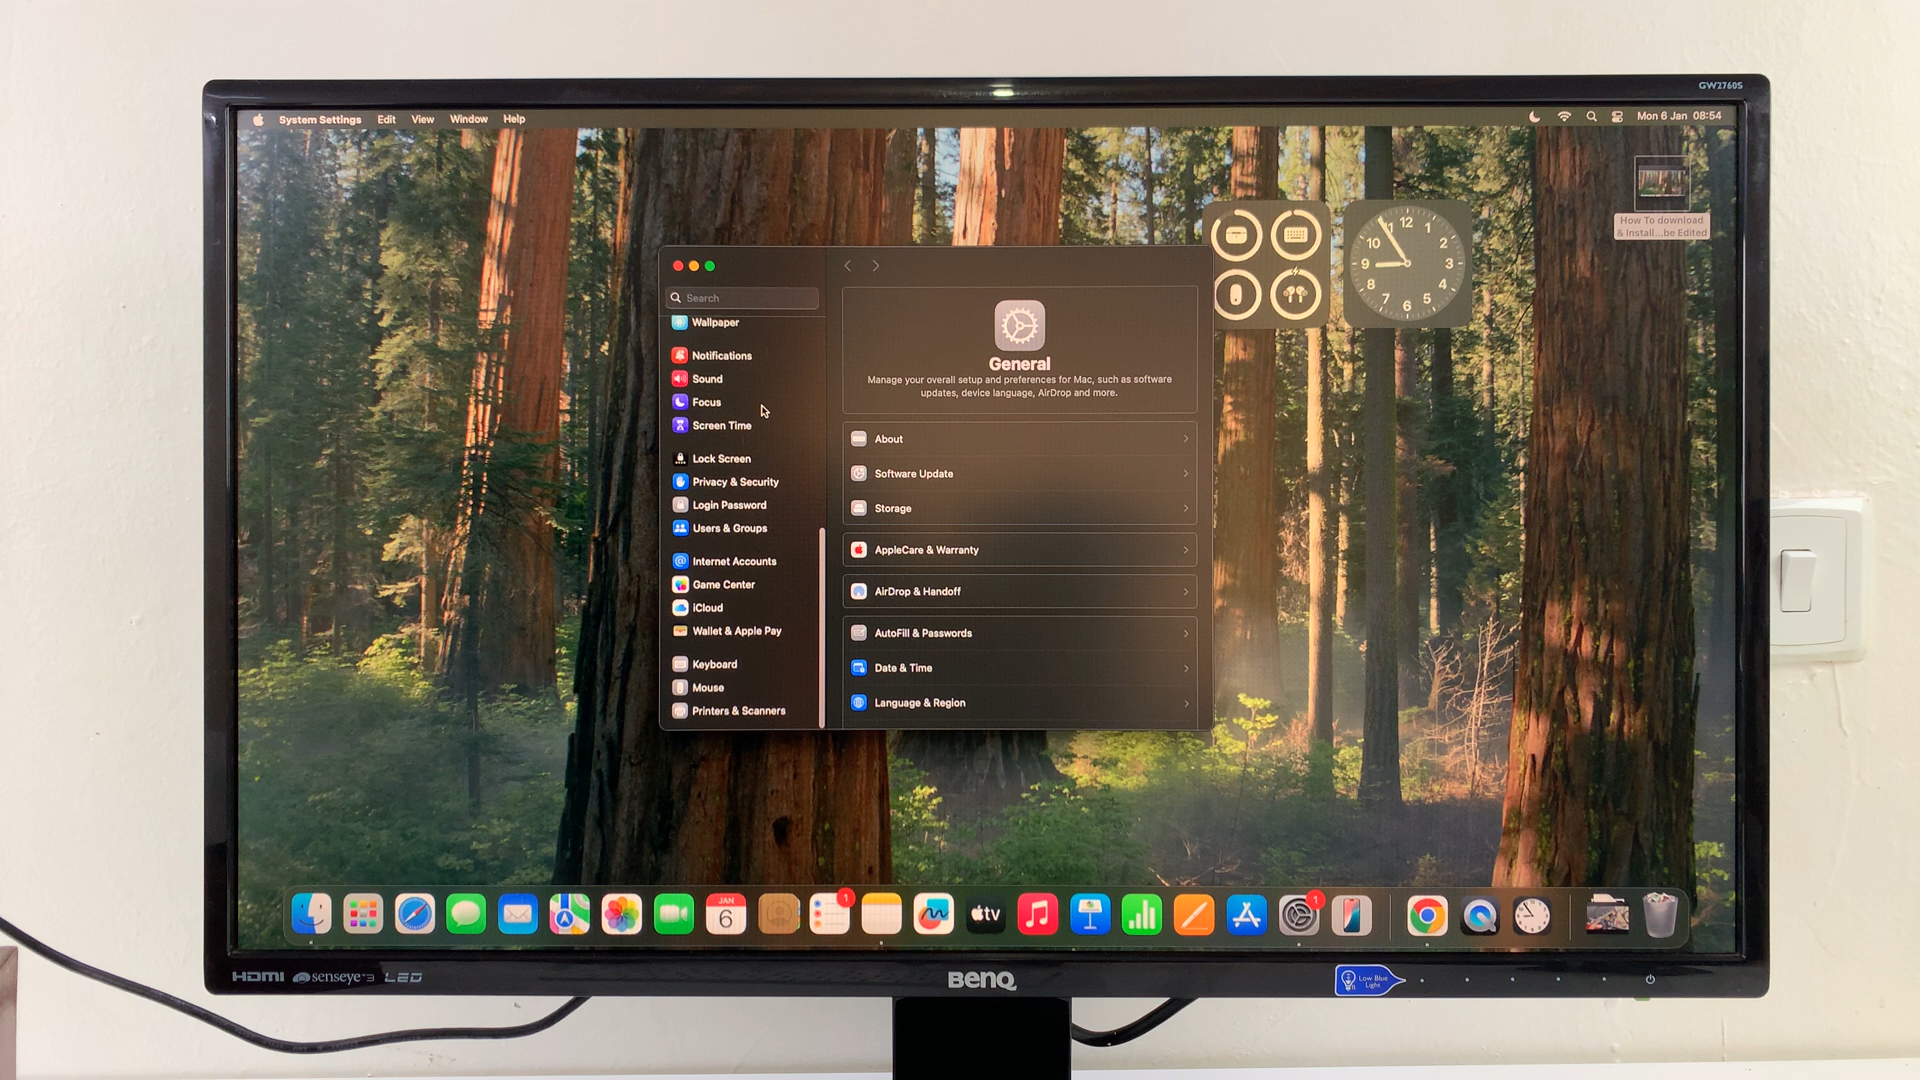 GW2760S
System Settings Edit View Window Help
Mon 6 Jan 08:54
How To download
& Install...be Edited
12
1
2
3
4
5
6
7
8
9
10
11
Search
Wallpaper
Notifications
Sound
Focus
Screen Time
Lock Screen
Privacy & Security
Login Password
Users & Groups
Internet Accounts
Game Center
iCloud
Wallet & Apple Pay
Keyboard
Mouse
Printers & Scanners
General
Manage your overall setup and preferences for Mac, such as software
updates, device language, AirDrop and more.
About
Software Update
Storage
AppleCare & Warranty
AirDrop & Handoff
AutoFill & Passwords
Date & Time
Language & Region
JAN
6
1
tv
1
HDMI senseye 3 LED
BenQ
Low Blue
Light